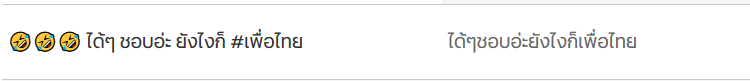 🤣🤣🤣 ได้ๆ ชอบอ่ะ ยังไงก็ #เพื่อไทย
ได้ๆชอบอ่ะยังไงก็เพื่อไทย